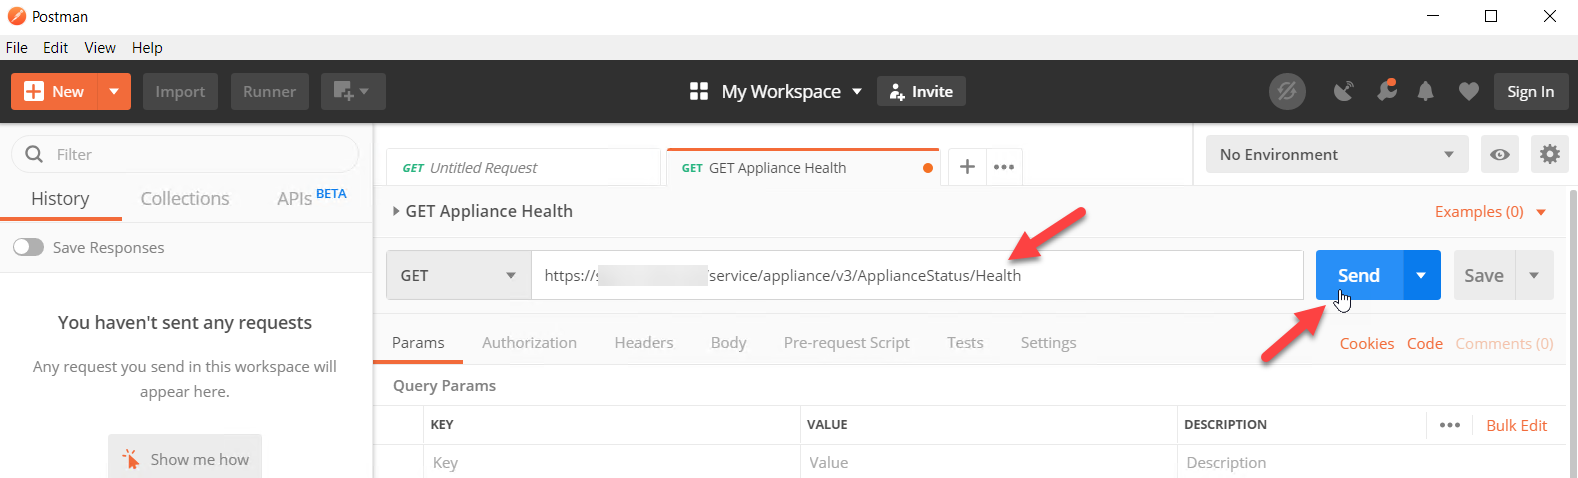 Postman
File Edit View Help
New Import Runner My Workspace Invite Sign In
Filter
History Collections APIs BETA
Save Responses
You haven't sent any requests
Any request you send in this workspace will
appear here.
Show me how
GET Untitled Request GET GET Appliance Health No Environment
GET Appliance Health Examples (0)
GET https:// /service/appliance/v3/ApplianceStatus/Health Send Save
Params Authorization Headers Body Pre-request Script Tests Settings Cookies Code Comments (0)
Query Params
KEY VALUE DESCRIPTION Bulk Edit
Key Value Description